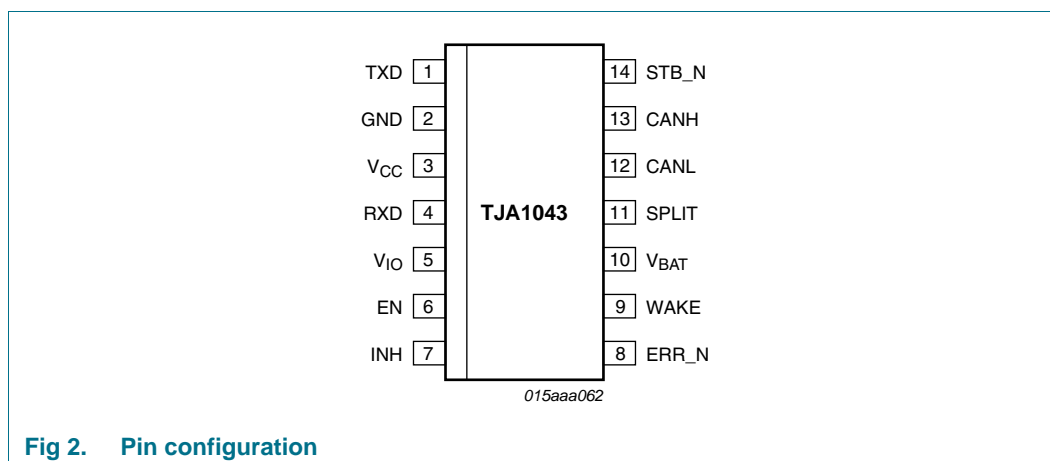 TXD 1 14 STB_N
GND 2 13 CANH
VCC 3 12 CANL
RXD 4 TJA1043 11 SPLIT
VIO 5 10 VBAT
EN 6 9 WAKE
INH 7 8 ERR_N
015aaa062
Fig 2. Pin configuration